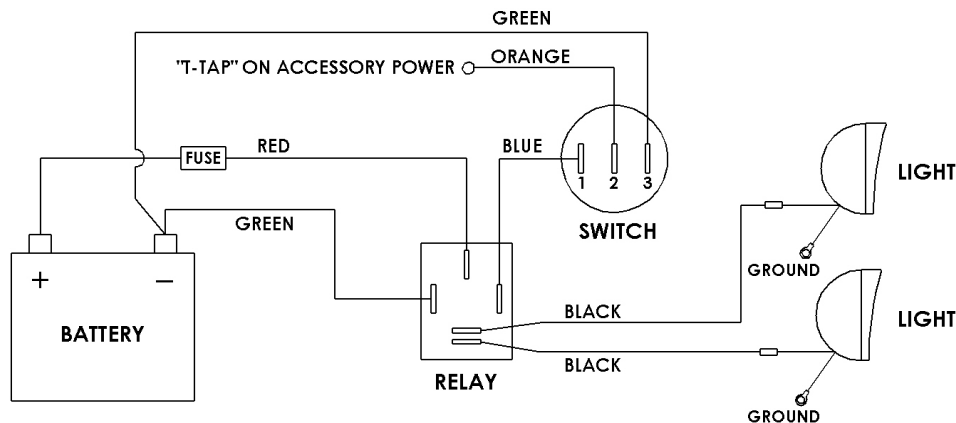 GREEN
"T-TAP" ON ACCESSORY POWER
ORANGE
FUSE
RED
BLUE
1 2 3
LIGHT
GREEN
SWITCH
GROUND
+ –
BLACK
LIGHT
BATTERY
BLACK
RELAY
GROUND